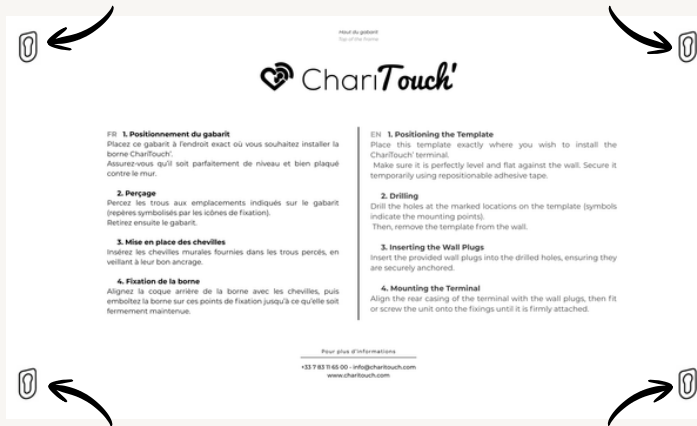 Haut du gabarit
Top of the frame
ChariTouch'
FR 1. Positionnement du gabarit
Placez ce gabarit à l'endroit exact où vous souhaitez installer la
borne ChariTouch'.
Assurez-vous qu'il soit parfaitement de niveau et bien plaqué
contre le mur.
2. Perçage
Percez les trous aux emplacements indiqués sur le gabarit
(repères symbolisés par les icônes de fixation).
Retirez ensuite le gabarit.
3. Mise en place des chevilles
Insérez les chevilles murales fournies dans les trous percés, en
veillant à leur bon ancrage.
4. Fixation de la borne
Alignez la coque arrière de la borne avec les chevilles, puis
emboîtez la borne sur ces points de fixation jusqu'à ce qu'elle soit
fermement maintenue.
EN 1. Positioning the Template
Place this template exactly where you wish to install the
ChariTouch' terminal.
Make sure it is perfectly level and flat against the wall. Secure it
temporarily using repositionable adhesive tape.
2. Drilling
Drill the holes at the marked locations on the template (symbols
indicate the mounting points).
Then, remove the template from the wall.
3. Inserting the Wall Plugs
Insert the provided wall plugs into the drilled holes, ensuring they
are securely anchored.
4. Mounting the Terminal
Align the rear casing of the terminal with the wall plugs, then fit
or screw the unit onto the fixings until it is firmly attached.
Pour plus d'informations
+33 7 83 11 65 00 - info@charitouch.com
www.charitouch.com